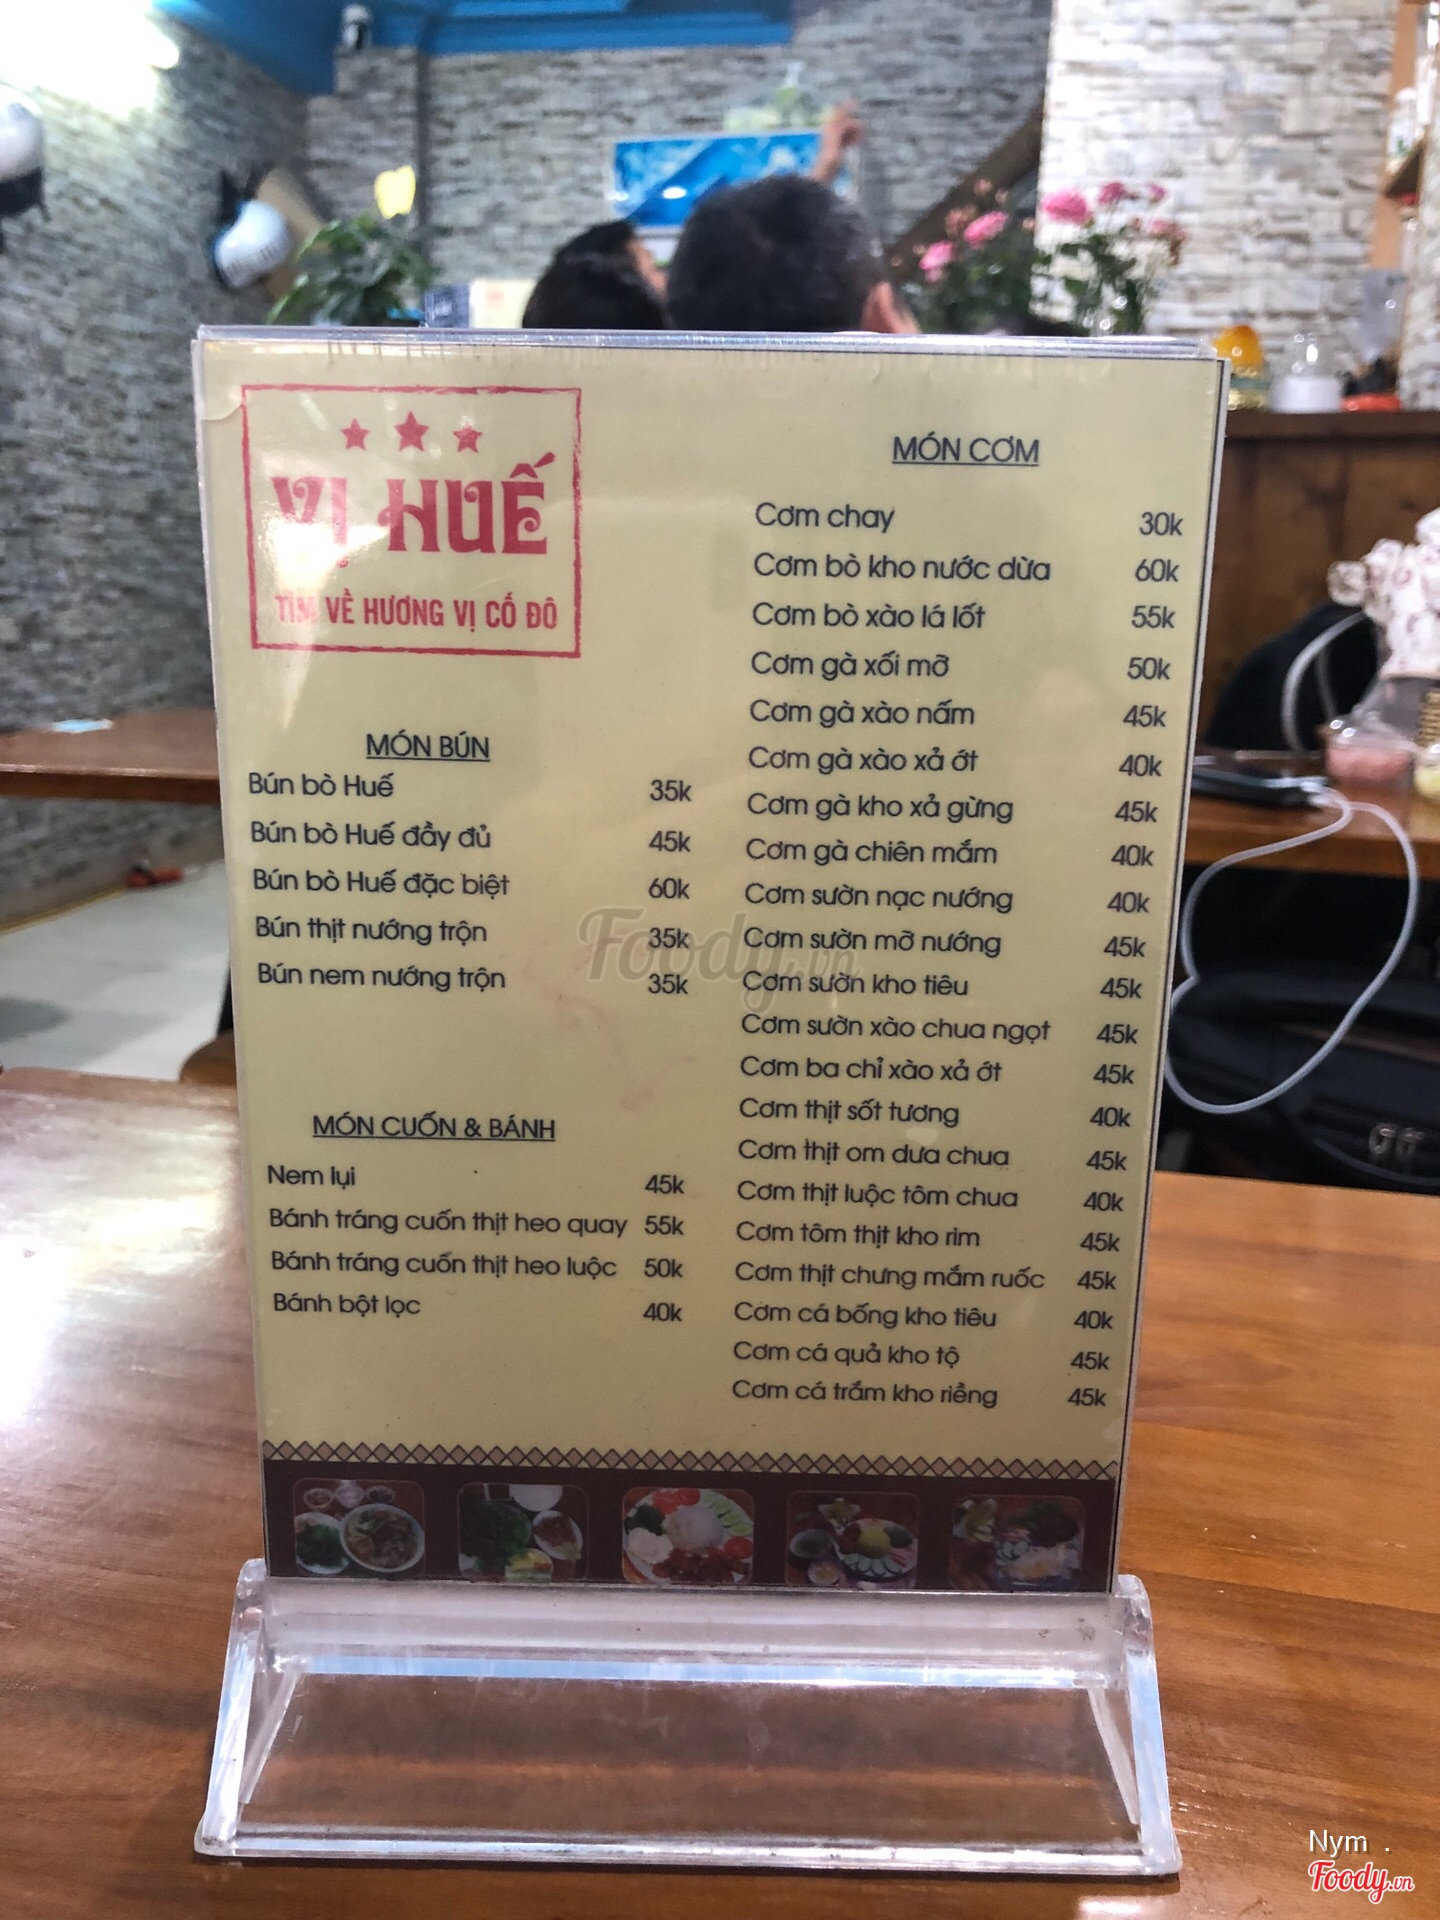 VỊ HUẾ
TÌM VỀ HƯƠNG VỊ CỐ ĐÔ
MÓN BÚN
Bún bò Huế 35k
Bún bò Huế đầy đủ 45k
Bún bò Huế đặc biệt 60k
Bún thịt nướng trộn 35k
Bún nem nướng trộn 35k
MÓN CUỐN & BÁNH
Nem lụi 45k
Bánh tráng cuốn thịt heo quay 55k
Bánh tráng cuốn thịt heo luộc 50k
Bánh bột lọc 40k
MÓN CƠM
Cơm chay 30k
Cơm bò kho nước dừa 60k
Cơm bò xào lá lốt 55k
Cơm gà xối mỡ 50k
Cơm gà xào nấm 45k
Cơm gà xào xả ớt 40k
Cơm gà kho xả gừng 45k
Cơm gà chiên mắm 40k
Cơm sườn nạc nướng 40k
Cơm sườn mỡ nướng 45k
Cơm sườn kho tiêu 45k
Cơm sườn xào chua ngọt 45k
Cơm ba chỉ xào xả ớt 45k
Cơm thịt sốt tương 40k
Cơm thịt om dưa chua 45k
Cơm thịt luộc tôm chua 40k
Cơm tôm thịt kho rim 45k
Cơm thịt chưng mắm ruốc 45k
Cơm cá bống kho tiêu 40k
Cơm cá quả kho tộ 45k
Cơm cá trắm kho riềng 45k
Foody.vn
Nym .
Foody.vn